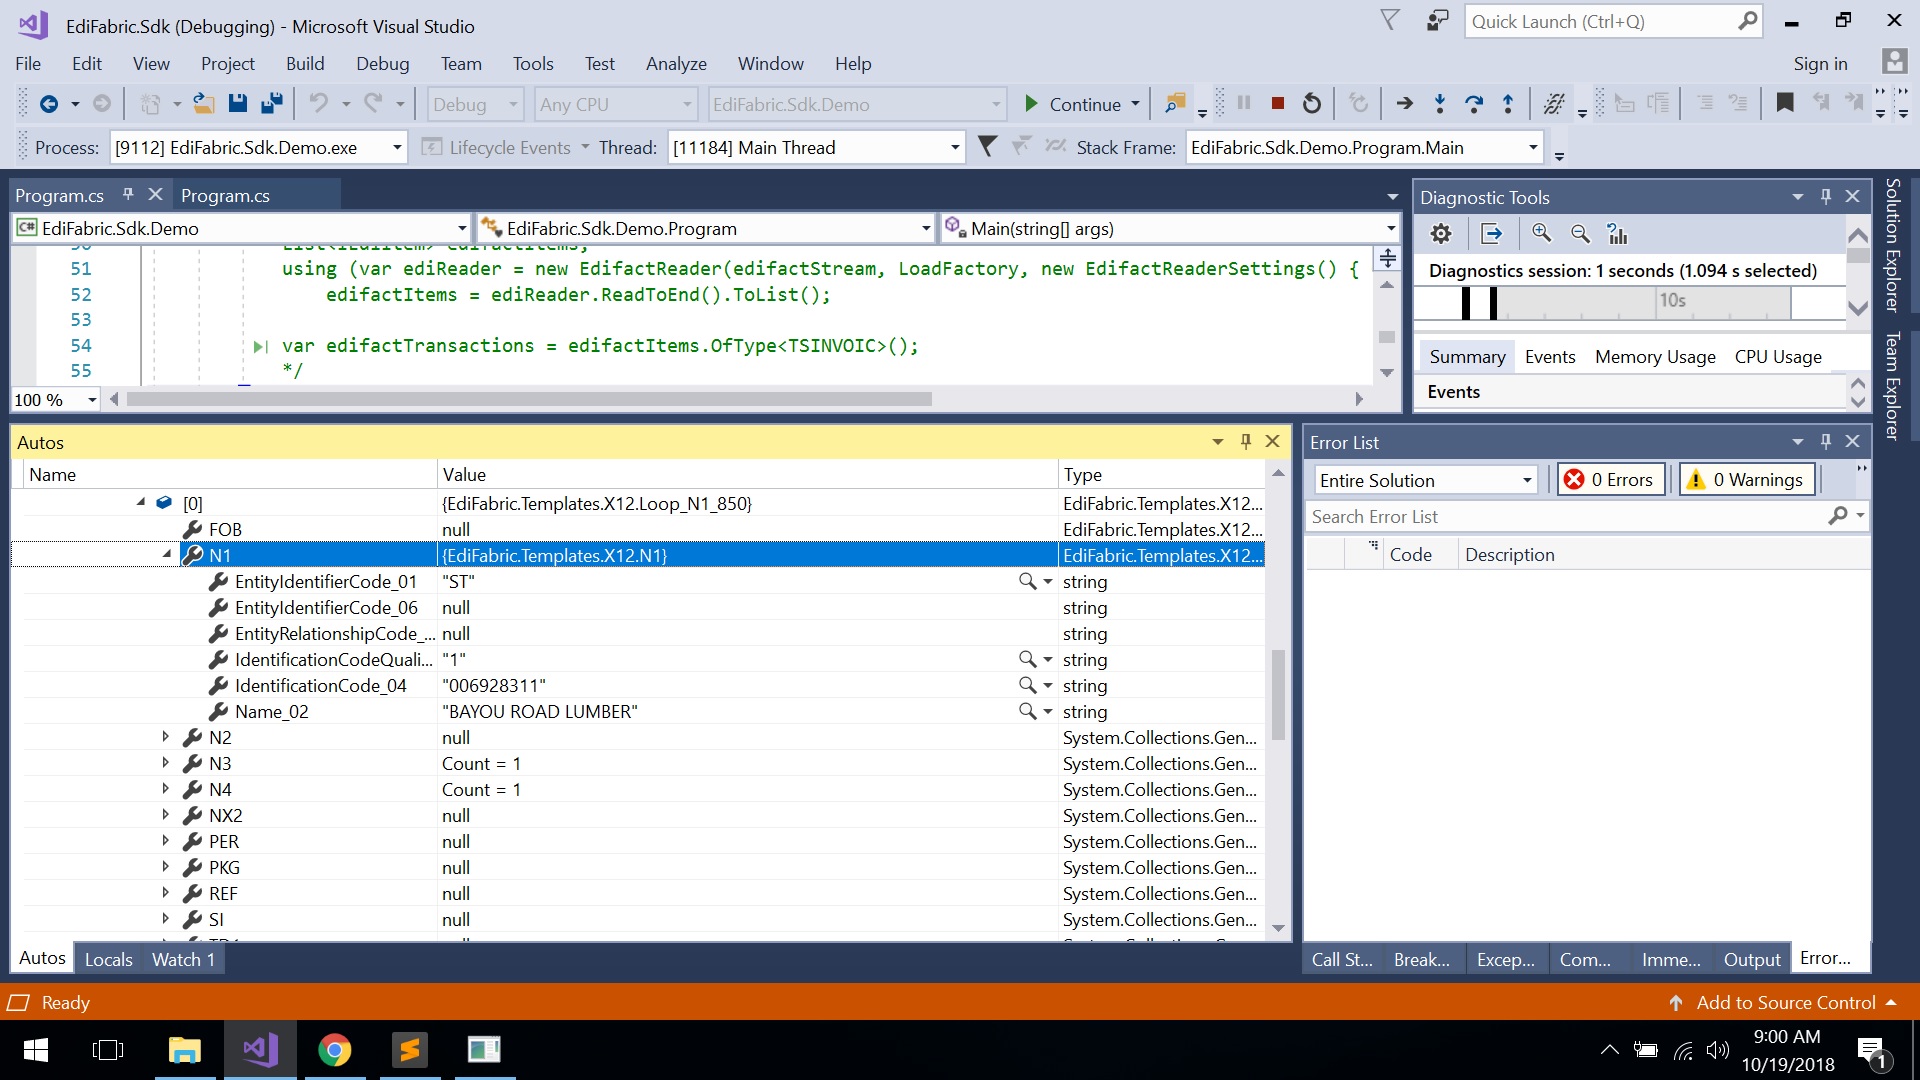 EdiFabric.Sdk (Debugging) - Microsoft Visual Studio
Quick Launch (Ctrl+Q)
File Edit View Project Build Debug Team Tools Test Analyze Window Help
Sign in
Debug Any CPU EdiFabric.Sdk.Demo Continue
Process: [9112] EdiFabric.Sdk.Demo.exe Lifecycle Events Thread: [11184] Main Thread Stack Frame: EdiFabric.Sdk.Demo.Program.Main
Program.cs Program.cs
EdiFabric.Sdk.Demo EdiFabric.Sdk.Demo.Program Main(string[] args)
50 List<IEdiItem> edifactItems;
51 using (var ediReader = new EdifactReader(edifactStream, LoadFactory, new EdifactReaderSettings() {
52 edifactItems = ediReader.ReadToEnd().ToList();
53
54 var edifactTransactions = edifactItems.OfType<TSINVOIC>();
55 */
100 %
Diagnostic Tools
Diagnostics session: 1 seconds (1.094 s selected)
10s
Summary Events Memory Usage CPU Usage
Events
Solution Explorer
Team Explorer
Autos
Name Value Type
[0] {EdiFabric.Templates.X12.Loop_N1_850} EdiFabric.Templates.X12...
FOB null EdiFabric.Templates.X12...
N1 {EdiFabric.Templates.X12.N1} EdiFabric.Templates.X12...
EntityIdentifierCode_01 "ST" string
EntityIdentifierCode_06 null string
EntityRelationshipCode_... null string
IdentificationCodeQuali... "1" string
IdentificationCode_04 "006928311" string
Name_02 "BAYOU ROAD LUMBER" string
N2 null System.Collections.Gen...
N3 Count = 1 System.Collections.Gen...
N4 Count = 1 System.Collections.Gen...
NX2 null System.Collections.Gen...
PER null System.Collections.Gen...
PKG null System.Collections.Gen...
REF null System.Collections.Gen...
SI null System.Collections.Gen...
Autos Locals Watch 1
Error List
Entire Solution 0 Errors 0 Warnings
Search Error List
Code Description
Call St... Break... Excep... Com... Imme... Output Error...
Ready
Add to Source Control
9:00 AM
10/19/2018
1